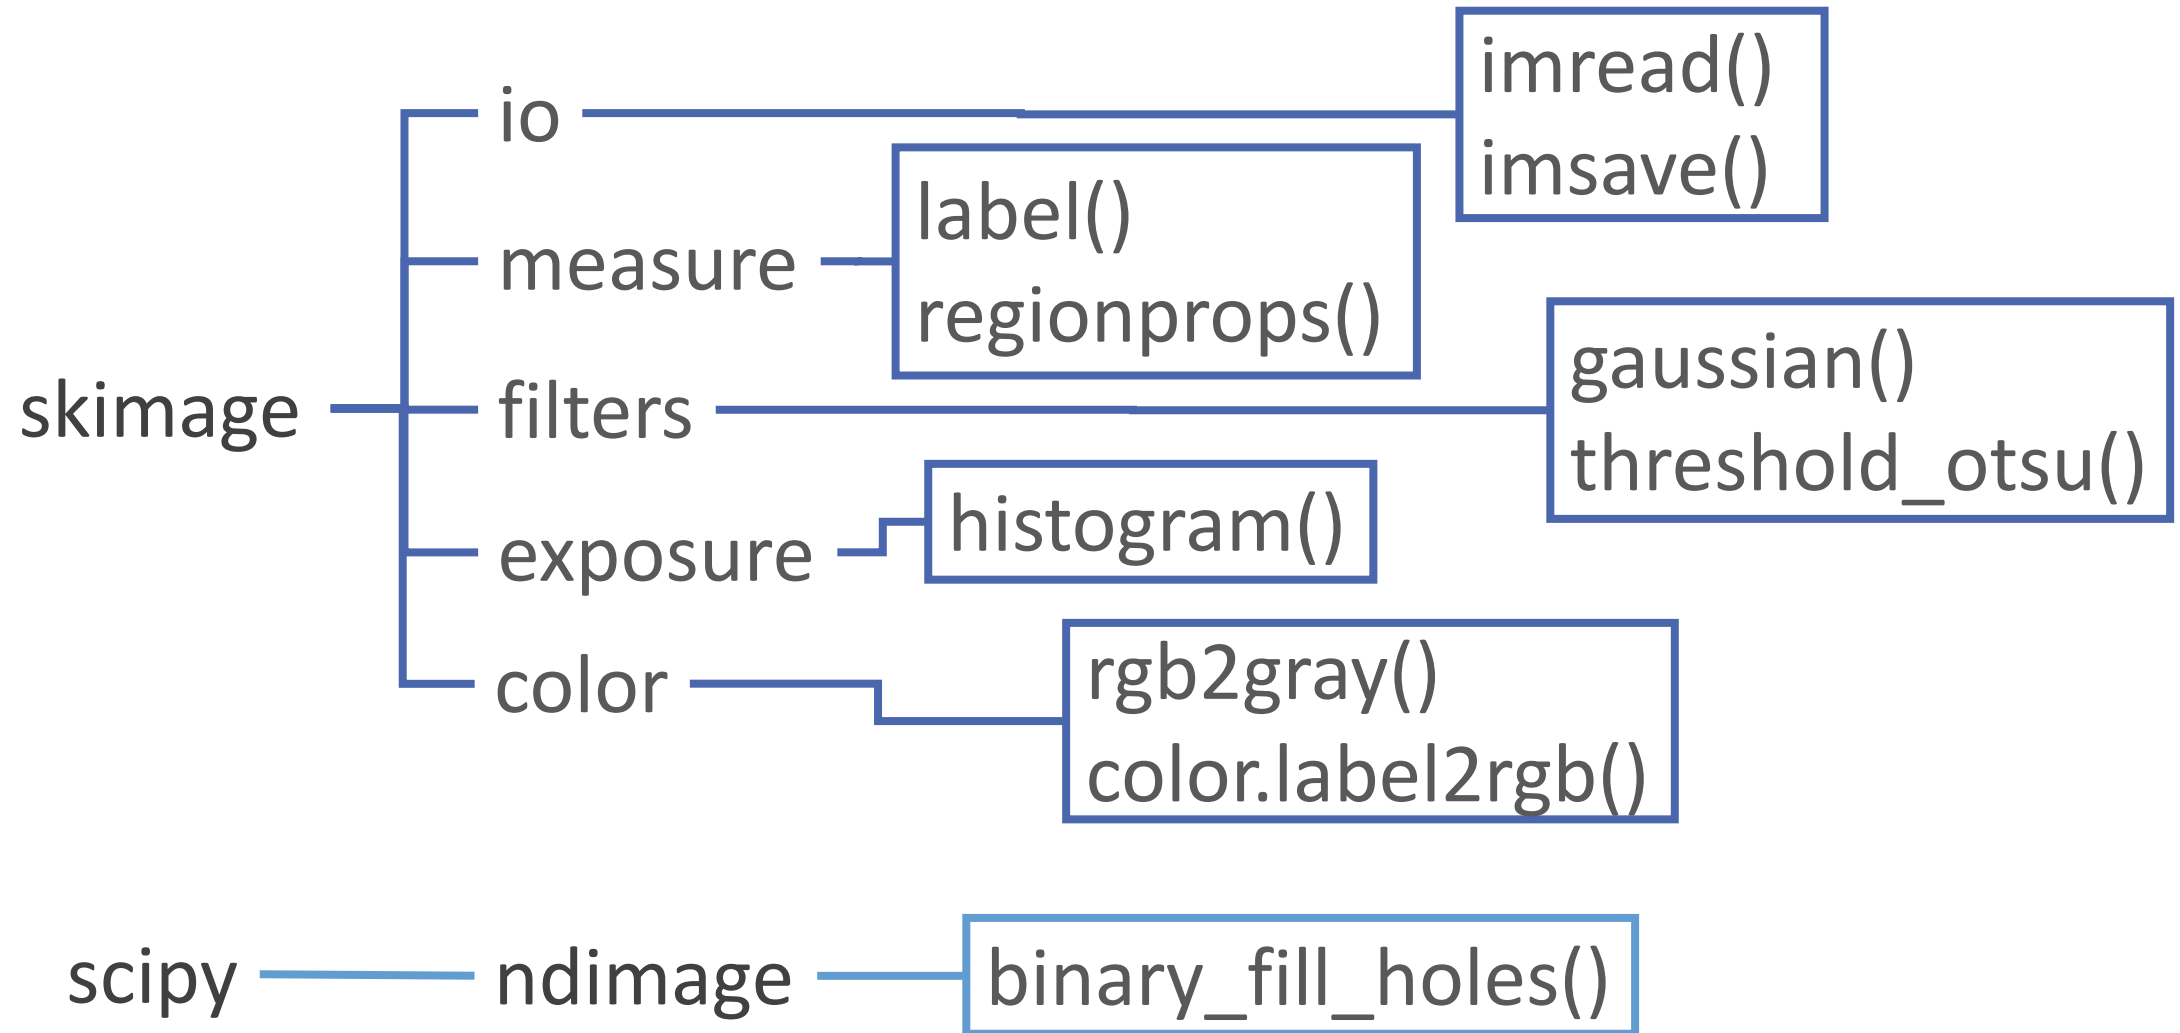 skimage
io
imread()
imsave()
measure
label()
regionprops()
filters
gaussian()
threshold_otsu()
exposure
histogram()
color
rgb2gray()
color.label2rgb()
scipy
ndimage
binary_fill_holes()